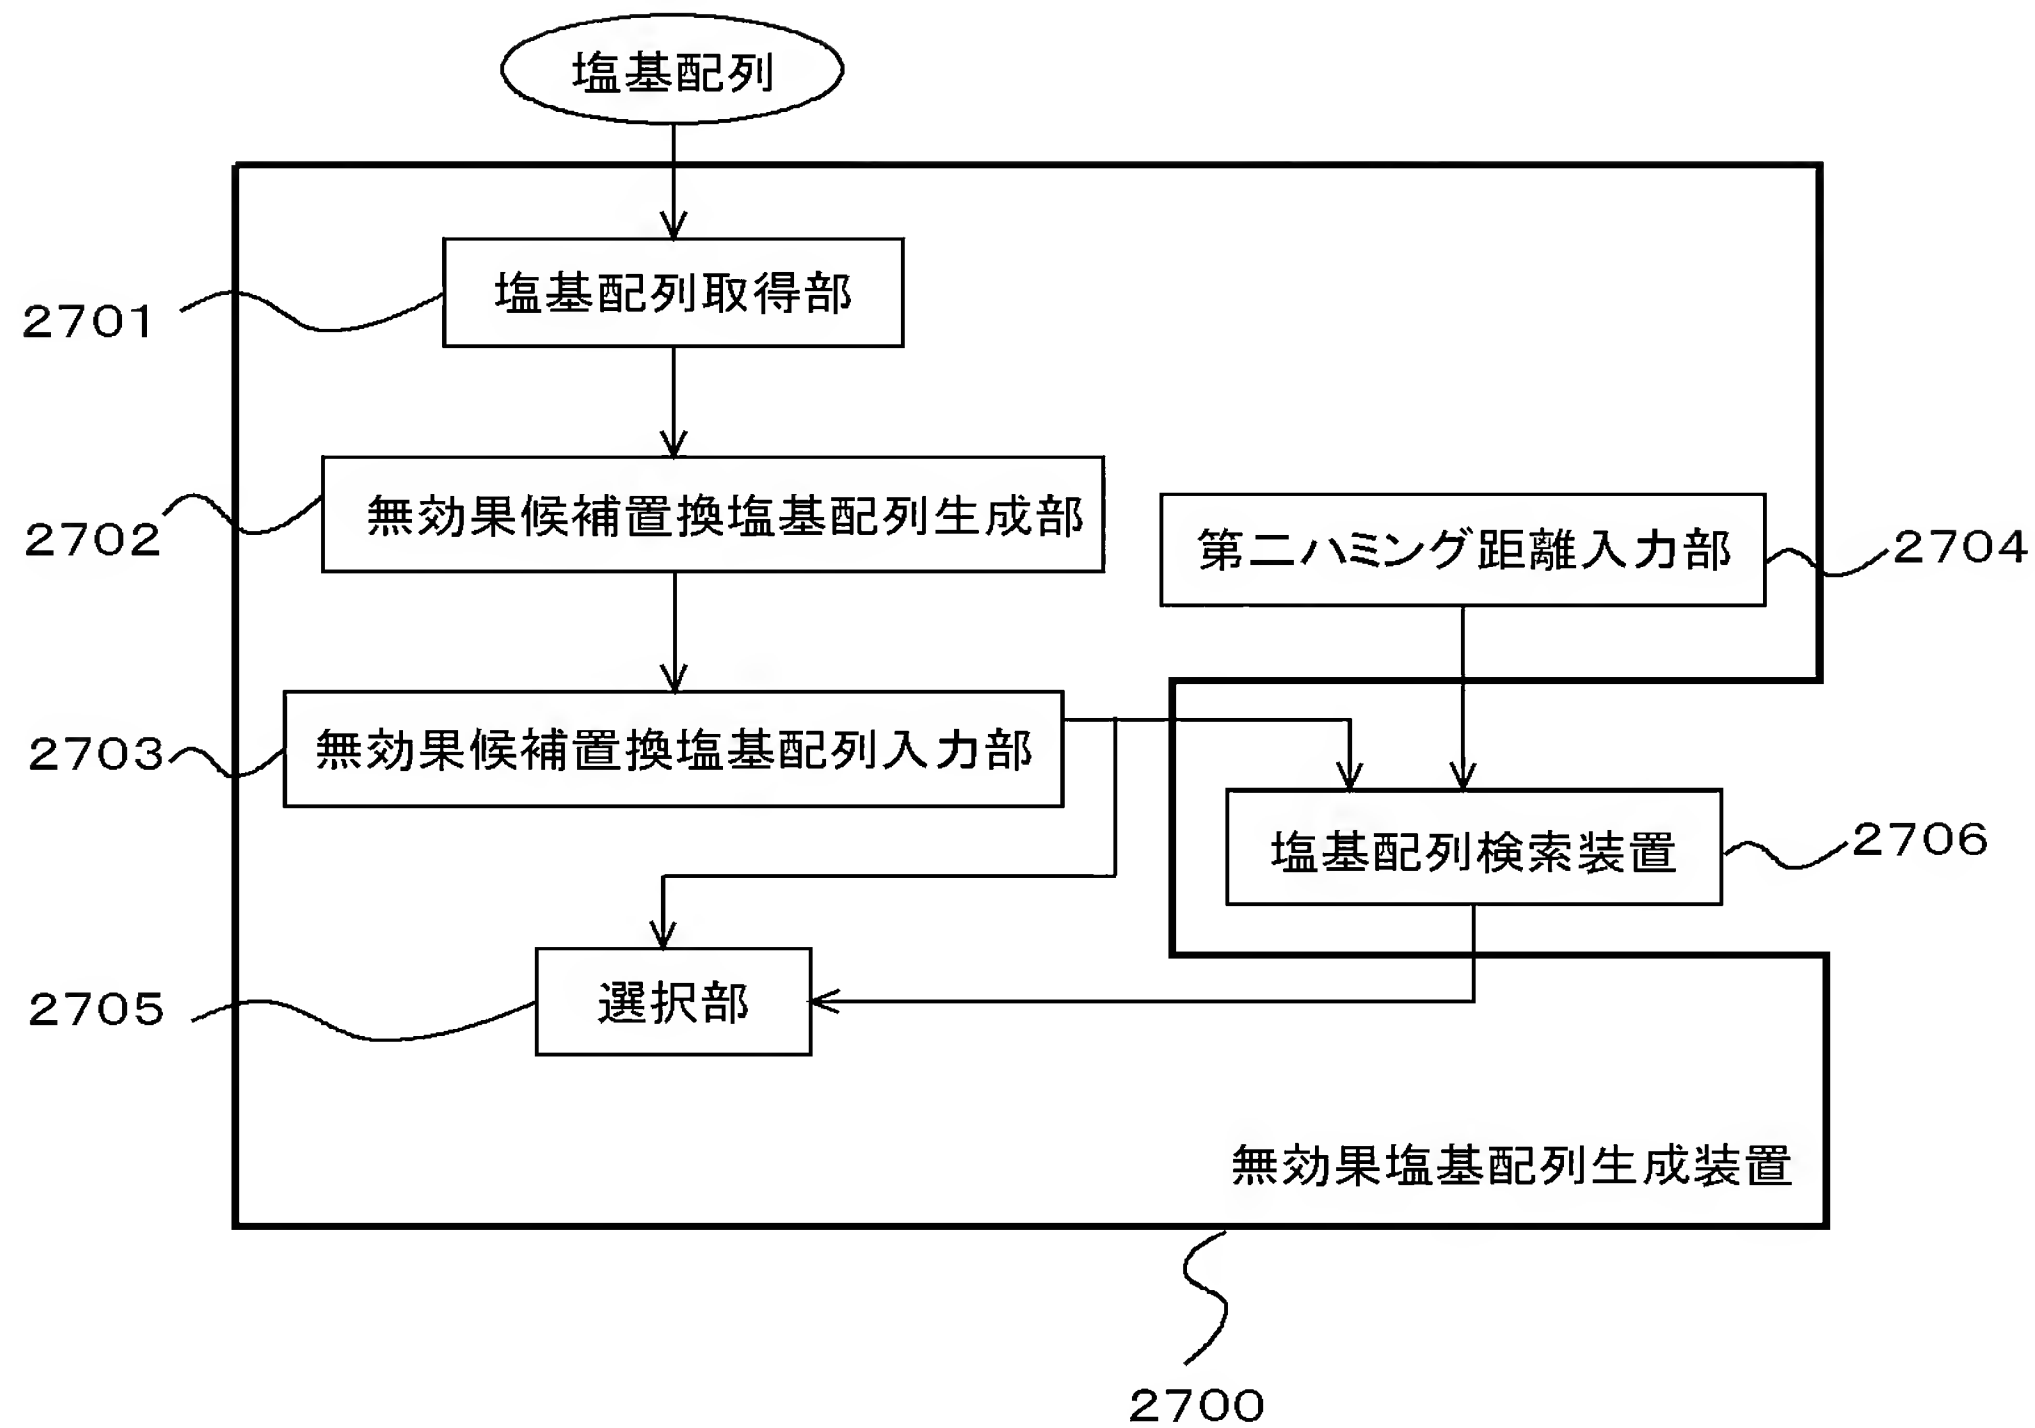 塩基配列
塩基配列取得部
2701
無効果候補置換塩基配列生成部
2702
第二ハミング距離入力部
2704
無効果候補置換塩基配列入力部
2703
塩基配列検索装置
2706
選択部
2705
無効果塩基配列生成装置
2700